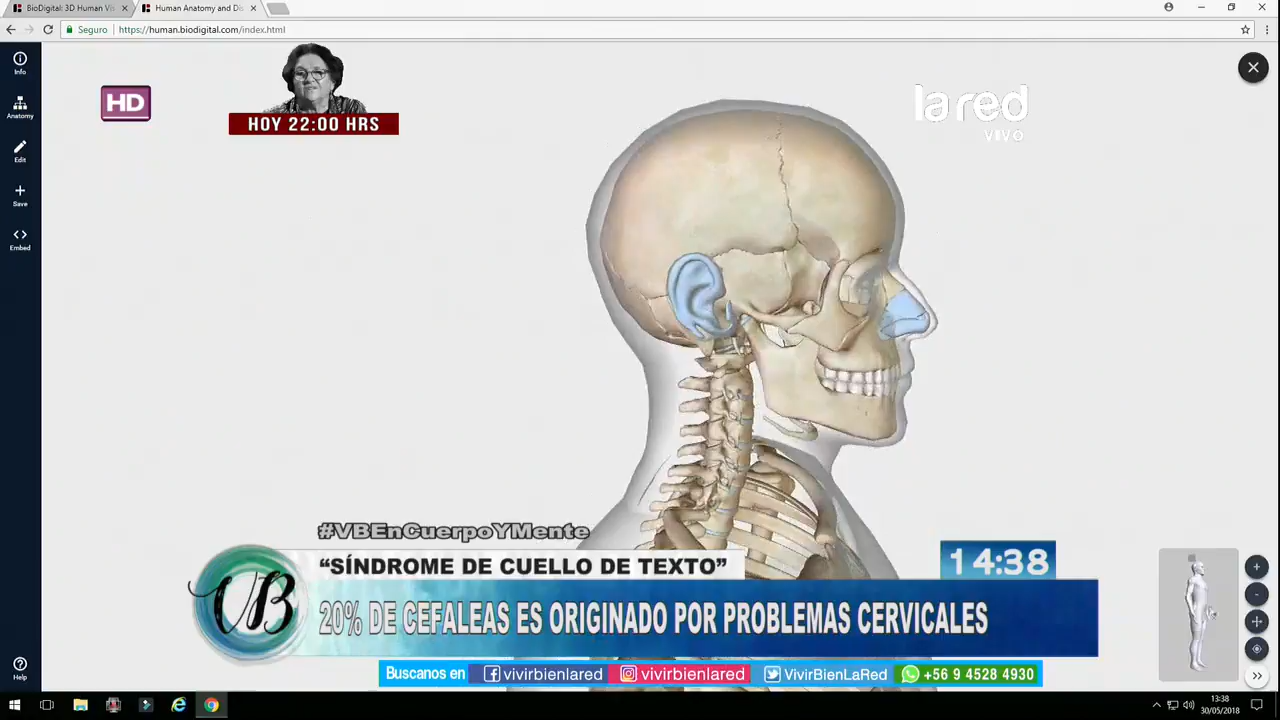 BioDigital: 3D Human Vi
Human Anatomy and Di
Seguro
https://human.biodigital.com/index.html
Info
Anatomy
Edit
Save
Embed
HD
HOY 22:00 HRS
la red
VIVO
#VBEnCuerpoYMente
“SÍNDROME DE CUELLO DE TEXTO”
14:38
VB
20% DE CEFALEAS ES ORIGINADO POR PROBLEMAS CERVICALES
Buscanos en vivirbienlared vivirbienlared VivirBienLaRed +56 9 4528 4930
Help
13:38
30/05/2018